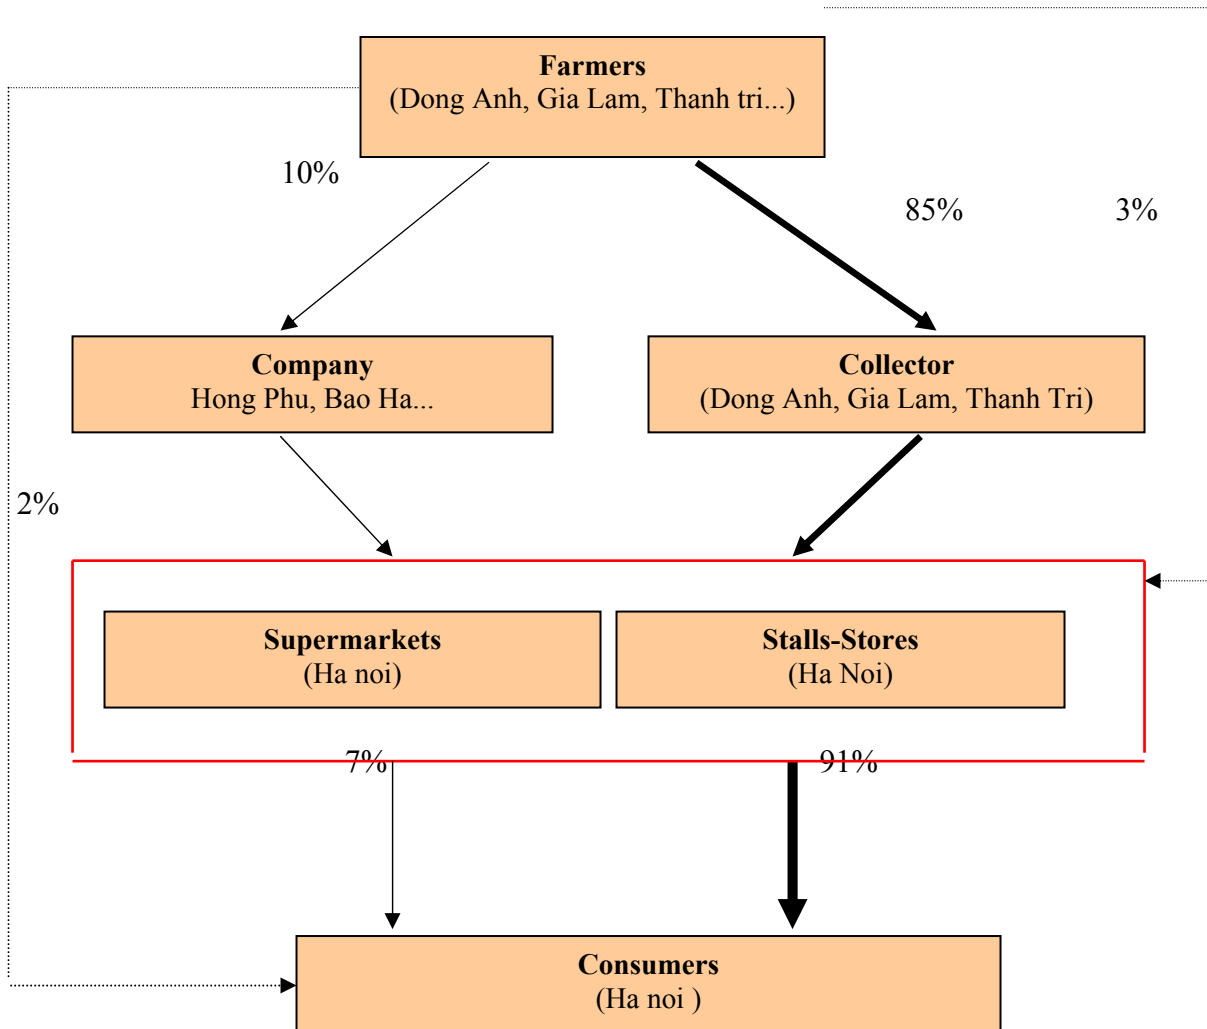 Farmers
(Dong Anh, Gia Lam, Thanh tri...)
10%
85%
3%
Company
Hong Phu, Bao Ha...
Collector
(Dong Anh, Gia Lam, Thanh Tri)
2%
Supermarkets
(Ha noi)
Stalls-Stores
(Ha Noi)
7%
91%
Consumers
(Ha noi )